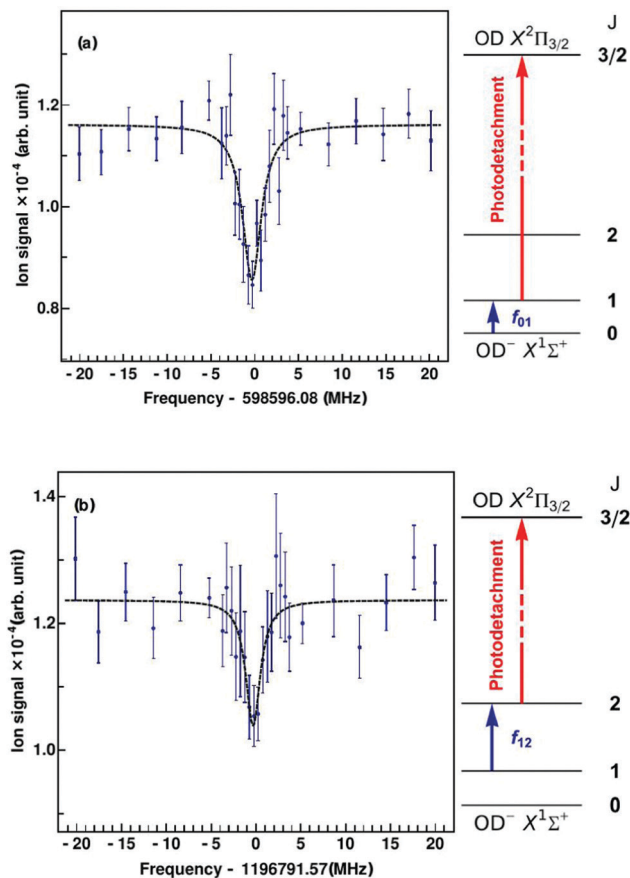 (a)
Ion signal ×10⁻⁴ (arb. unit)
1.2
1.0
0.8
- 20 - 15 - 10 - 5 0 5 10 15 20
Frequency - 598596.08 (MHz)
OD X²Π3/2
J
3/2
Photodetachment
2
1
f01
0
OD⁻ X¹Σ⁺
(b)
Ion signal ×10⁻⁴(arb. unit)
1.4
1.2
1.0
- 20 - 15 - 10 - 5 0 5 10 15 20
Frequency - 1196791.57(MHz)
J
OD X²Π3/2
3/2
Photodetachment
2
f12
1
0
OD⁻ X¹Σ⁺